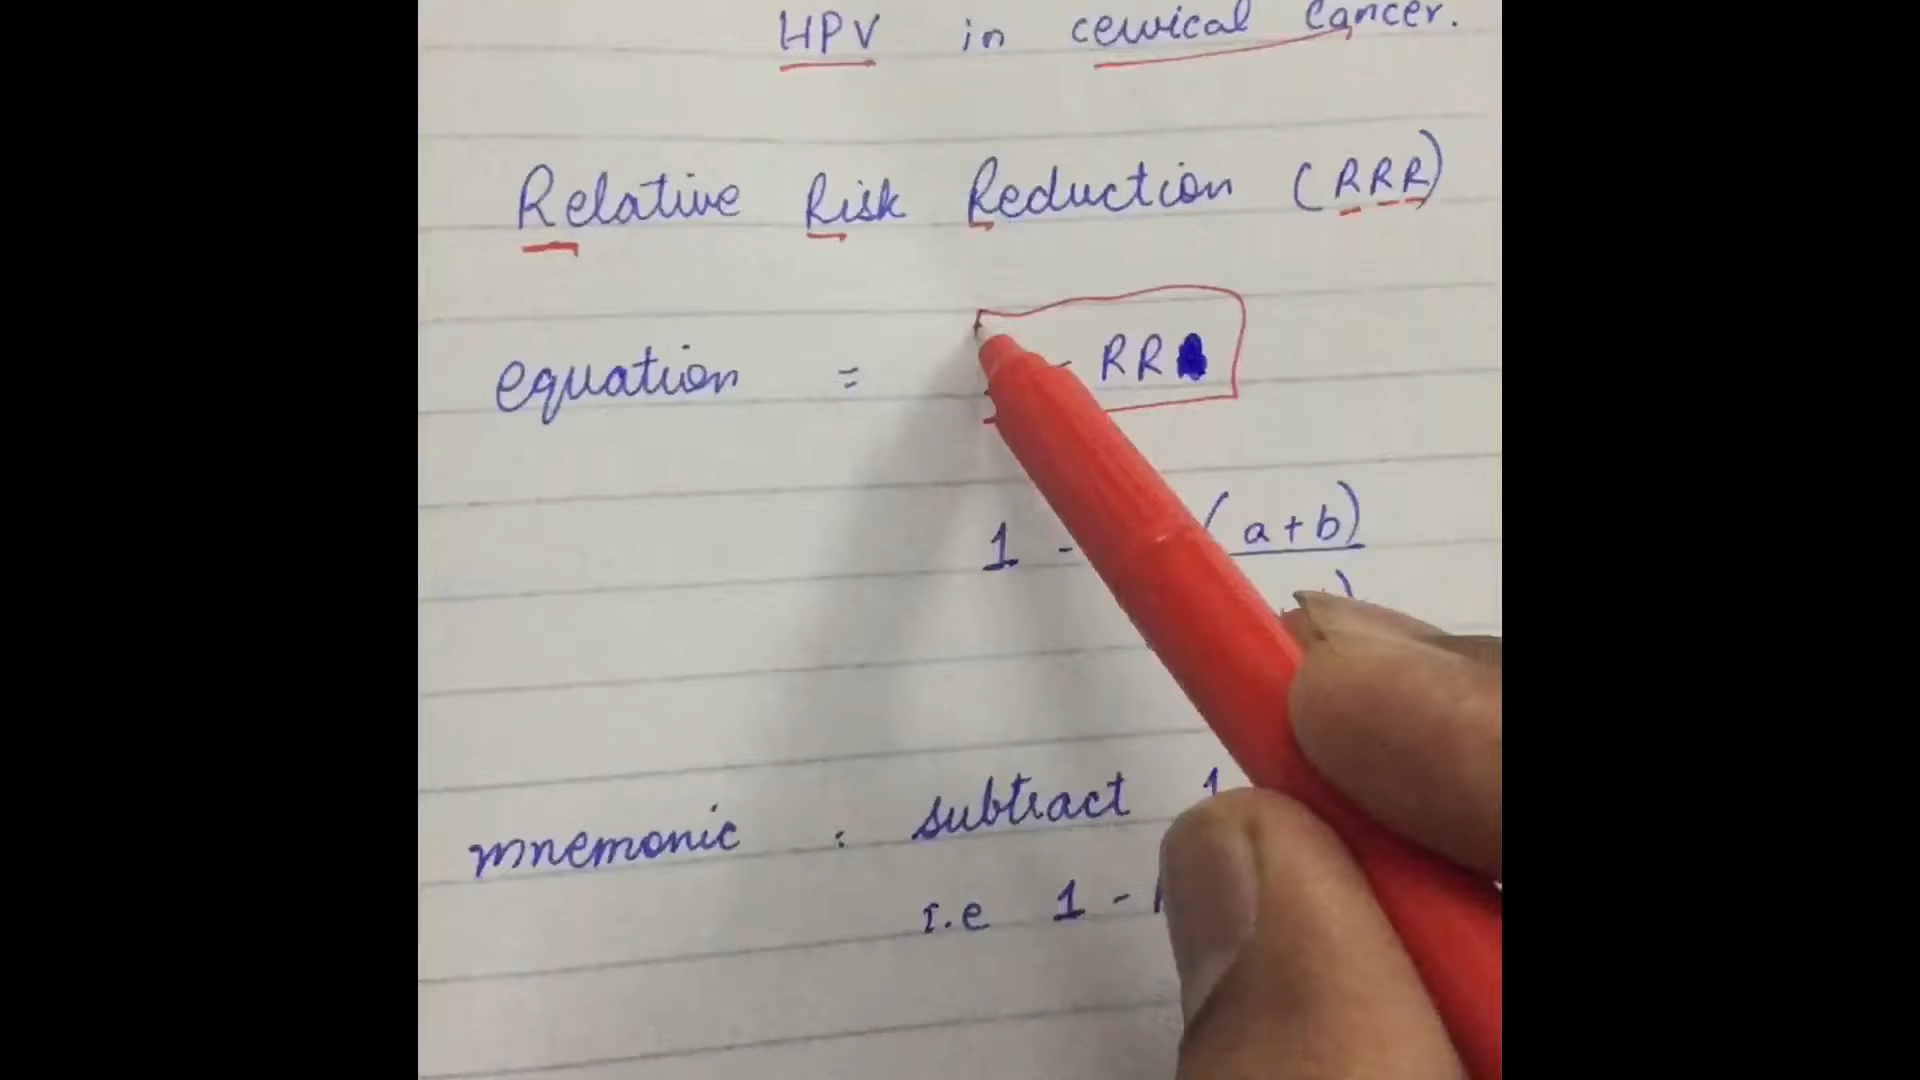 HPV in cervical cancer.
Relative Risk Reduction (RRR)
equation = - RR
1 - (a+b)
mnemonic : subtract 1
i.e 1 -